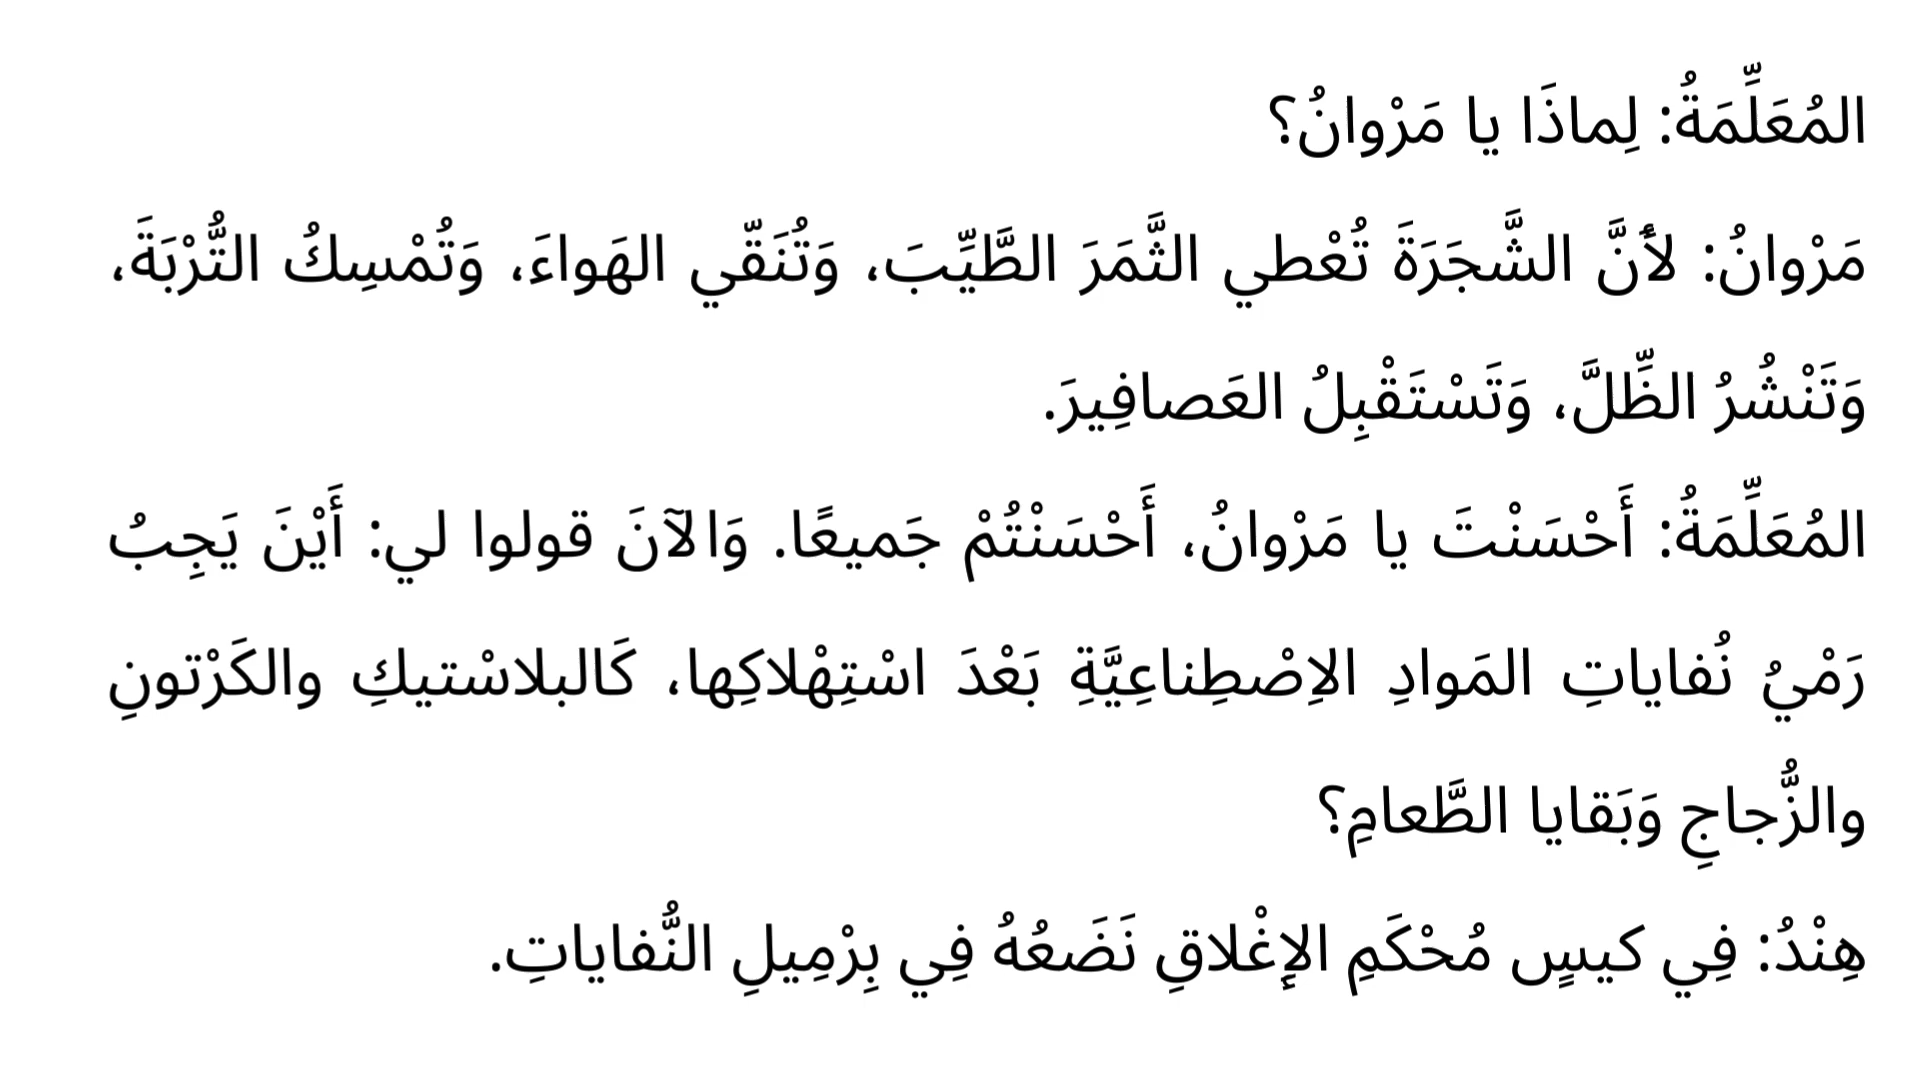 المُعَلِّمَةُ: لِماذَا يا مَرْوانُ؟
مَرْوانُ: لأَنَّ الشَّجَرَةَ تُعْطي الثَّمَرَ الطَّيِّبَ، وَتُنَقّي الهَواءَ، وَتُمْسِكُ التُّرْبَةَ،
وَتَنْشُرُ الظِّلَّ، وَتَسْتَقْبِلُ العَصافِيرَ.
المُعَلِّمَةُ: أَحْسَنْتَ يا مَرْوانُ، أَحْسَنْتُمْ جَميعًا. وَالآنَ قولوا لي: أَيْنَ يَجِبُ
رَمْيُ نُفاياتِ المَوادِ الاِصْطِناعِيَّةِ بَعْدَ اسْتِهْلاكِها، كَالبلاسْتيكِ والكَرْتونِ
والزُّجاجِ وَبَقايا الطَّعامِ؟
هِنْدُ: فِي كيسٍ مُحْكَمِ الإِغْلاقِ نَضَعُهُ فِي بِرْمِيلِ النُّفاياتِ.